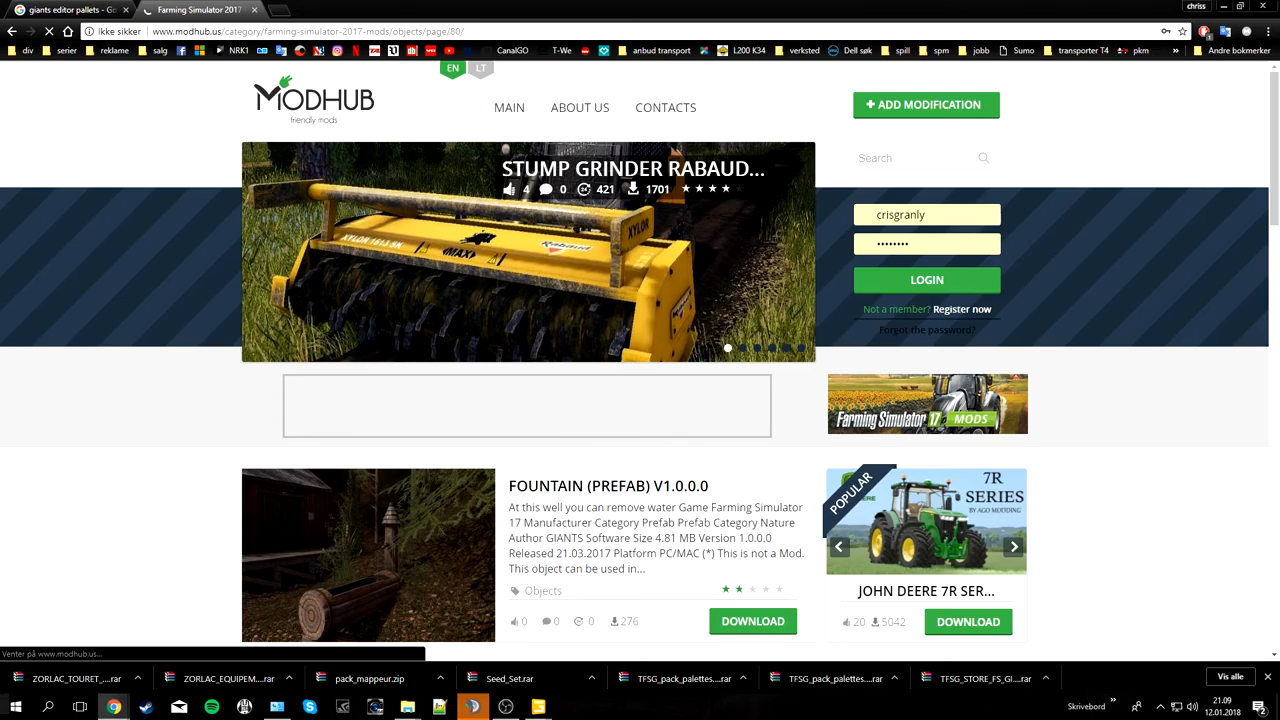 giants editor pallets - Go
Farming Simulator 2017
chriss
Ikke sikker
www.modhub.us/category/farming-simulator-2017-mods/objects/page/80/
div
serier
reklame
salg
NRK1
CanalGO
T-We
anbud transport
L200 K34
verksted
Dell søk
spill
spm
jobb
Sumo
transporter T4
pkm
Andre bokmerker
EN
LT
MODHUB
friendly mods
MAIN
ABOUT US
CONTACTS
+ ADD MODIFICATION
Search
STUMP GRINDER RABAUD...
4
0
421
1701
XYLOR 1613 SK
MAXI
Rabaud
XYLOR
crisgranly
••••••••
LOGIN
Not a member? Register now
Forgot the password?
Farming Simulator 17 MODS
FOUNTAIN (PREFAB) V1.0.0.0
At this well you can remove water Game Farming Simulator
17 Manufacturer Category Prefab Prefab Category Nature
Author GIANTS Software Size 4.81 MB Version 1.0.0.0
Released 21.03.2017 Platform PC/MAC (*) This is not a Mod.
This object can be used in...
Objects
0
0
0
276
DOWNLOAD
POPULAR
7R
SERIES
BY AGO MODDING
JOHN DEERE 7R SER...
20
5042
DOWNLOAD
Venter på www.modhub.us...
ZORLAC_TOURET_....rar
ZORLAC_EQUIPEM....rar
pack_mappeur.zip
Seed_Set.rar
TFSG_pack_palettes....rar
TFSG_pack_palettes....rar
TFSG_STORE_FS_GI....rar
Vis alle
Skrivebord
21.09
12.01.2018
2